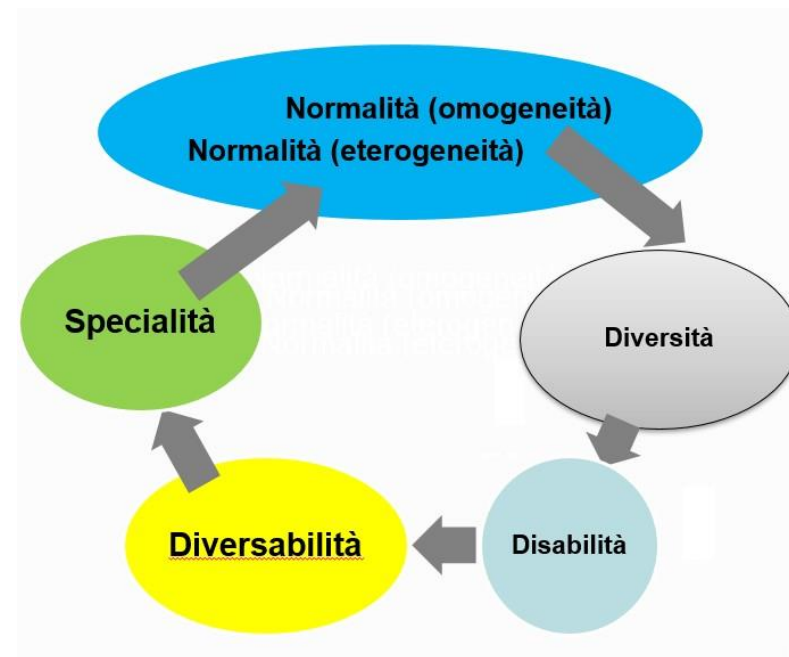 Normalità (omogeneità)
Normalità (eterogeneità)
Specialità
Diversità
Diversabilità
Disabilità